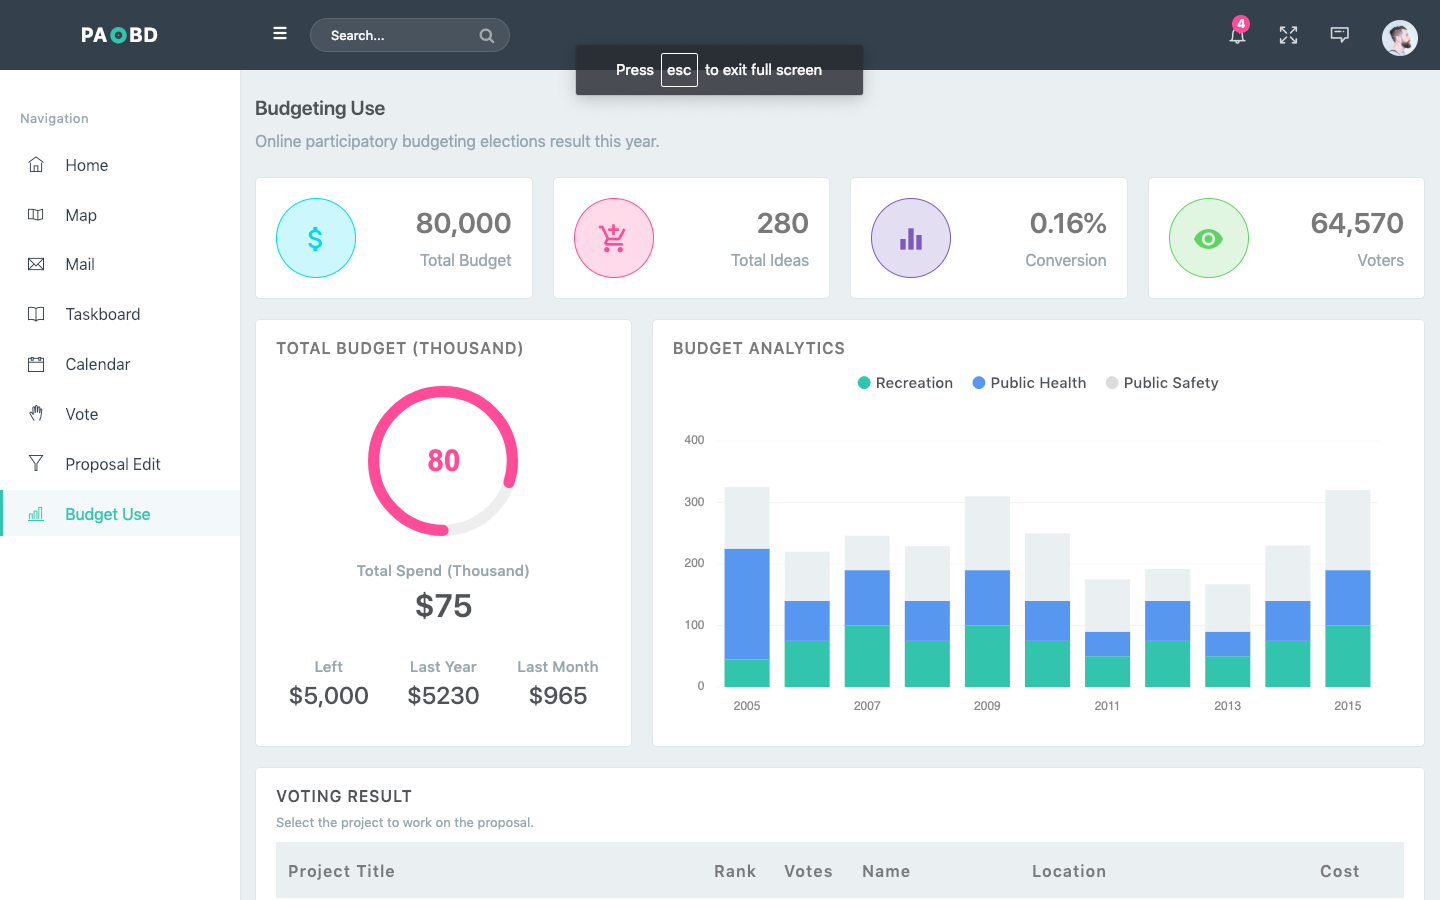 PAOBD
Search...
4
Press esc to exit full screen
Navigation
Home
Map
Mail
Taskboard
Calendar
Vote
Proposal Edit
Budget Use
Budgeting Use
Online participatory budgeting elections result this year.
$
80,000
Total Budget
280
Total Ideas
0.16%
Conversion
64,570
Voters
TOTAL BUDGET (THOUSAND)
80
Total Spend (Thousand)
$75
Left Last Year Last Month
$5,000 $5230 $965
BUDGET ANALYTICS
Recreation Public Health Public Safety
400
300
200
100
0
2005 2007 2009 2011 2013 2015
VOTING RESULT
Select the project to work on the proposal.
Project Title Rank Votes Name Location Cost